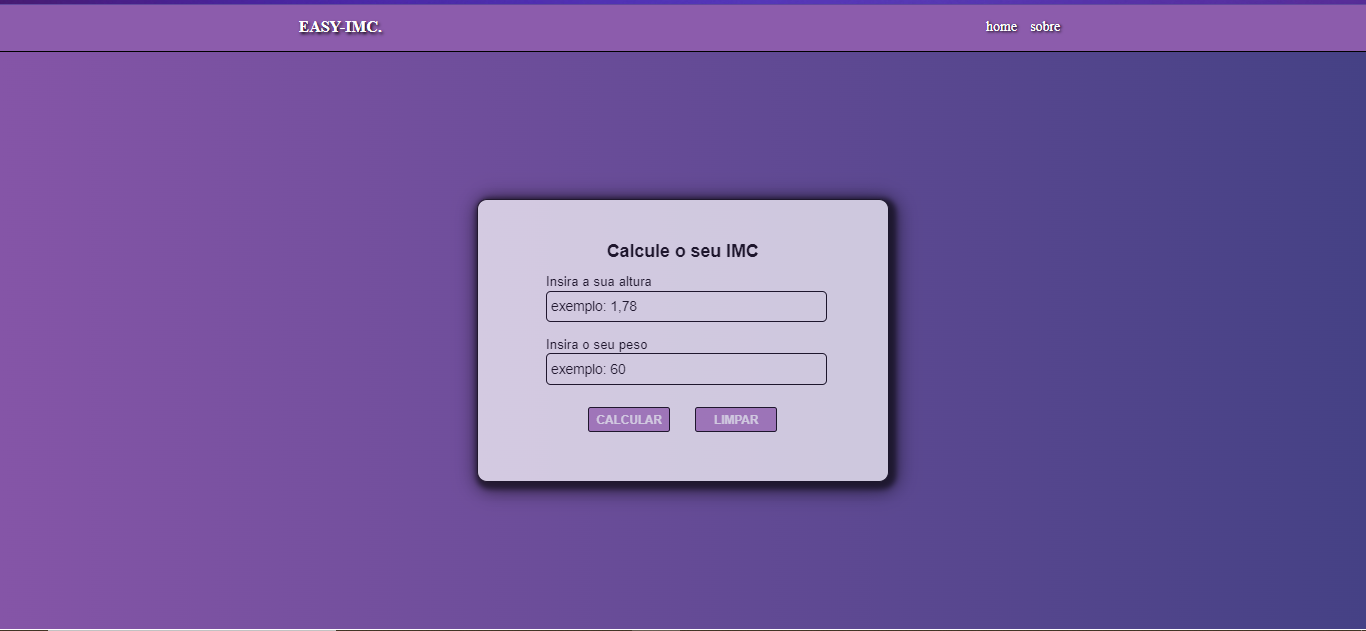 EASY-IMC.
home sobre
Calcule o seu IMC
Insira a sua altura
exemplo: 1,78
Insira o seu peso
exemplo: 60
CALCULAR LIMPAR